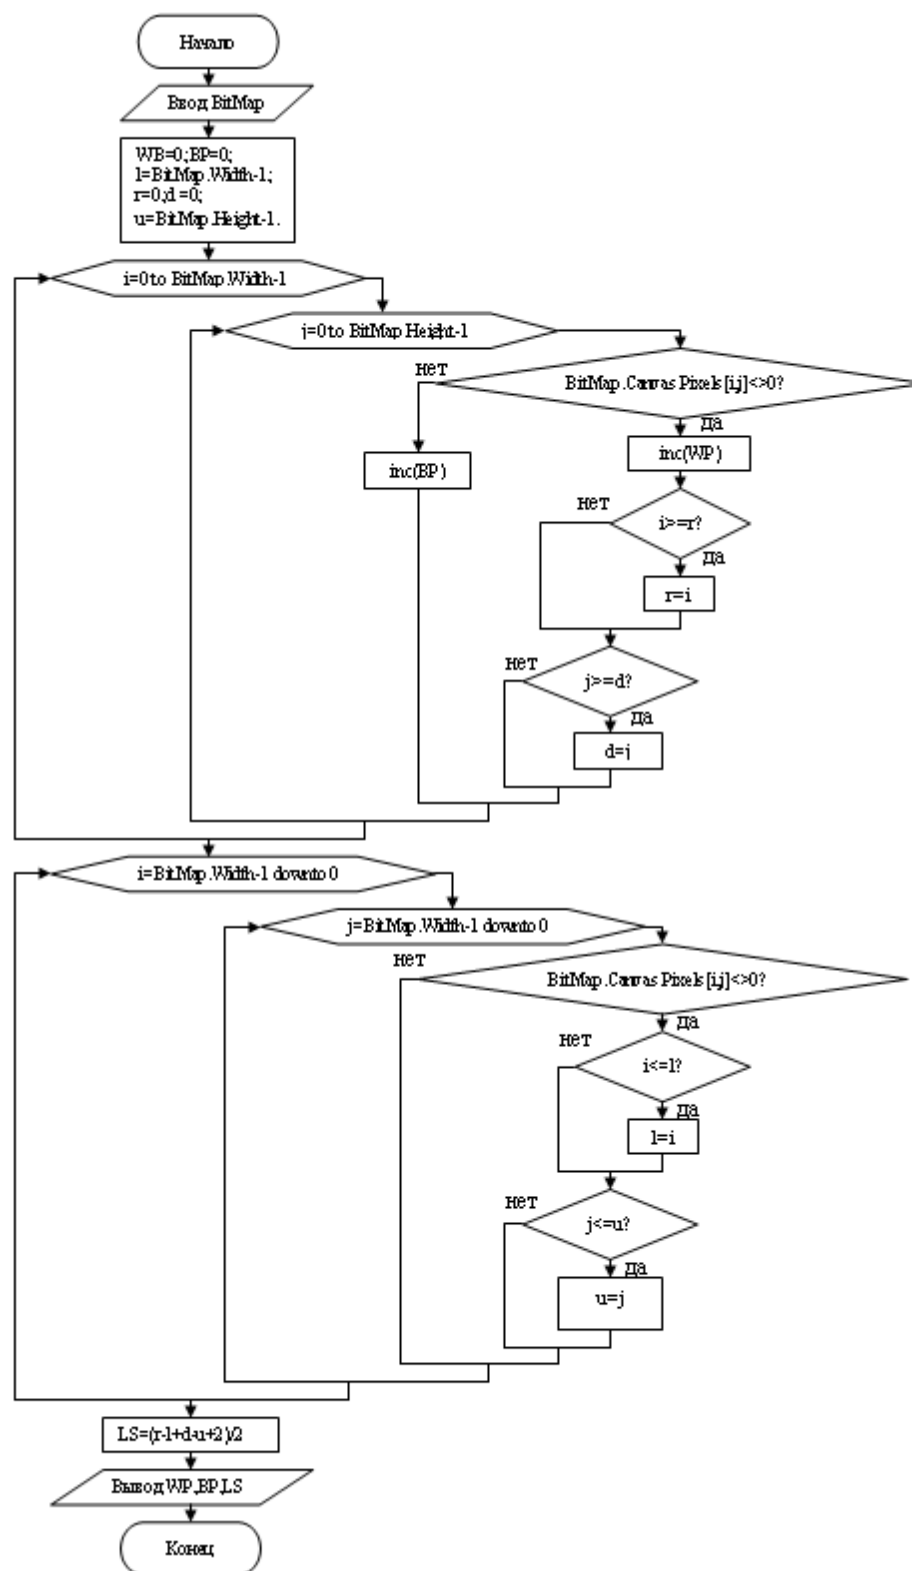 Начало
Ввод BitMap
WB=0; BP=0;
l=BitMap.Width-1;
r=0; d=0;
u=BitMap.Height-1.
i=0 to BitMap.Width-1
j=0 to BitMap.Height-1
нет
BitMap.Canvas.Pixels[i,j]<>0?
да
inc(BP)
inc(WP)
нет
i>=r?
да
r=i
нет
j>=d?
да
d=j
i=BitMap.Width-1 downto 0
j=BitMap.Width-1 downto 0
нет
BitMap.Canvas.Pixels[i,j]<>0?
да
нет
i<=l?
да
l=i
нет
j<=u?
да
u=j
LS=(r-l+d-u+2)/2
Вывод WP,BP,LS
Конец